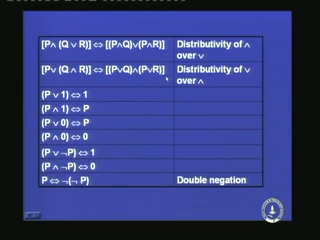 [P∧ (Q ∨ R)] ⇔ [(P∧Q)∨(P∧R)] Distributivity of ∧
over ∨
[P∨ (Q ∧ R)] ⇔ [(P∨Q)∧(P∨R)] Distributivity of ∨
over ∧
(P ∨ 1) ⇔ 1
(P ∧ 1) ⇔ P
(P ∨ 0) ⇔ P
(P ∧ 0) ⇔ 0
(P ∨ ¬P) ⇔ 1
(P ∧ ¬P) ⇔ 0
P ⇔ ¬(¬ P) Double negation